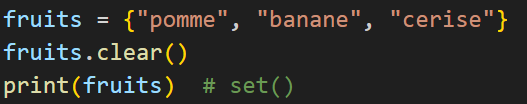 fruits = {"pomme", "banane", "cerise"}
fruits.clear()
print(fruits)  # set()